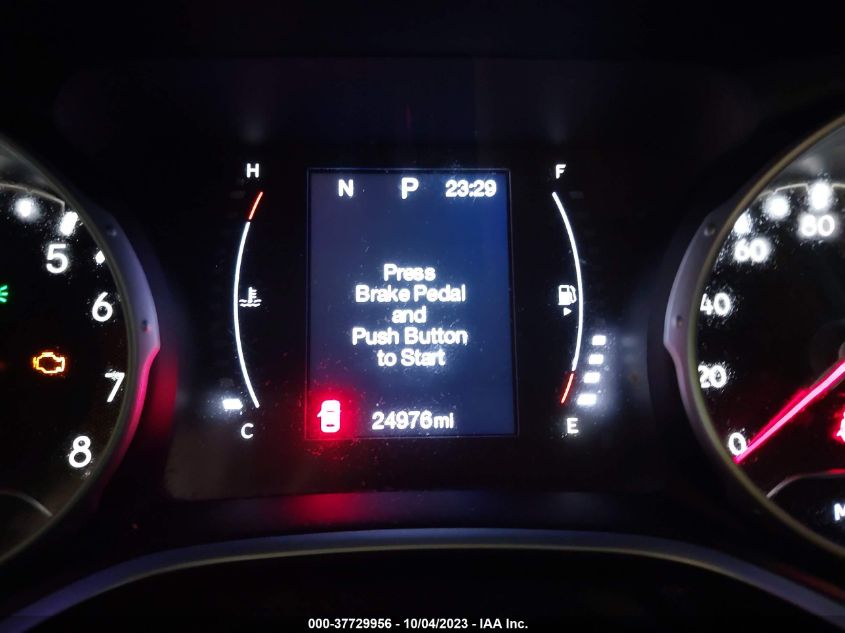 H
F
N P 23:29
5
6
7
8
Press
Brake Pedal
and
Push Button
to Start
24976mi
C
E
80
60
40
20
0
M
000-37729956 - 10/04/2023 - IAA Inc.